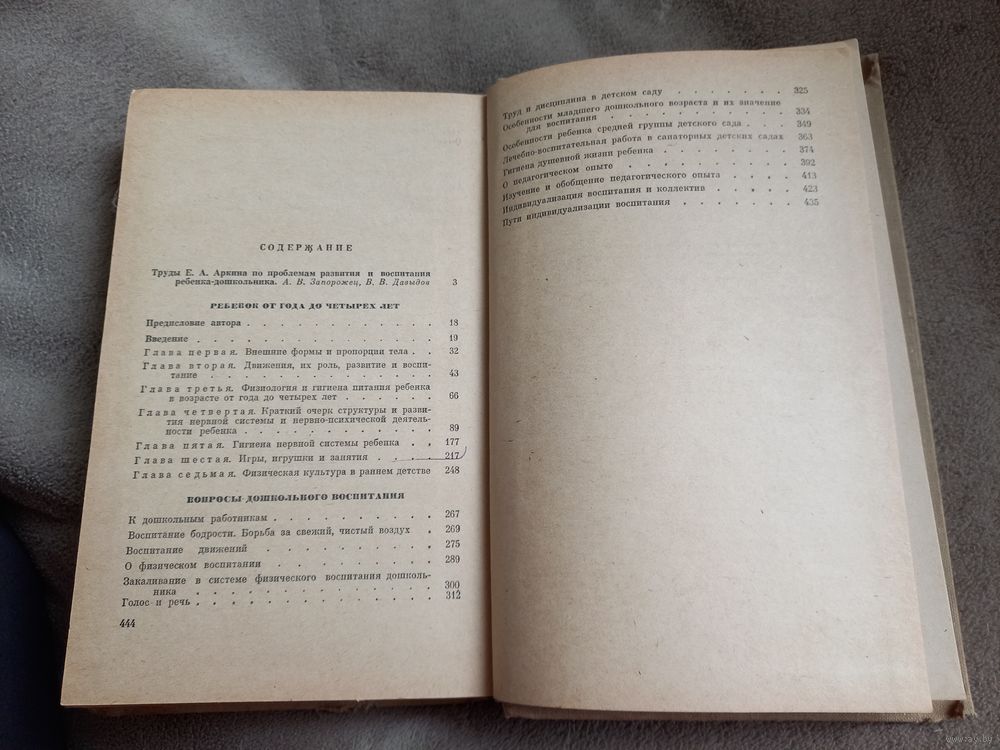 СОДЕРЖАНИЕ
Труды Е. А. Аркина по проблемам развития и воспитания
ребенка-дошкольника. А. В. Запорожец, В. В. Давыдов 3
РЕБЕНОК ОТ ГОДА ДО ЧЕТЫРЕХ ЛЕТ
Предисловие автора . . . . . . . . . . . . 18
Введение . . . . . . . . . . . . . . . 19
Глава первая. Внешние формы и пропорции тела . . 32
Глава вторая. Движения, их роль, развитие и воспи-
тание . . . . . . . . . . . . . 43
Глава третья. Физиология и гигиена питания ребенка
в возрасте от года до четырех лет . . . . . . 66
Глава четвертая. Краткий очерк структуры и разви-
тия нервной системы и нервно-психической деятель-
ности ребенка . . . . . . . . . . . 89
Глава пятая. Гигиена нервной системы ребенка . . 177
Глава шестая. Игры, игрушки и занятия . . . . 217
Глава седьмая. Физическая культура в раннем детстве 248
ВОПРОСЫ ДОШКОЛЬНОГО ВОСПИТАНИЯ
К дошкольным работникам . . . . . . . . . 267
Воспитание бодрости. Борьба за свежий, чистый воздух . 269
Воспитание движений . . . . . . . . . 275
О физическом воспитании . . . . . . . . 289
Закаливание в системе физического воспитания дошколь-
ника . . . . . . . . . . . . . 300
Голос и речь . . . . . . . . . . . . . 312
444
Труд и дисциплина в детском саду . . . . . . 325
Особенности младшего дошкольного возраста и их значение
для воспитания . . . . . . . . . . 334
Особенности ребенка средней группы детского сада . . . 349
Лечебно-воспитательная работа в санаторных детских садах 363
Гигиена душевной жизни ребенка . . . . . . . 374
О педагогическом опыте . . . . . . . . 392
Изучение и обобщение педагогического опыта . . . . 413
Индивидуализация воспитания и коллектив . . . . 423
Пути индивидуализации воспитания . . . . . . 435
www.ay.by